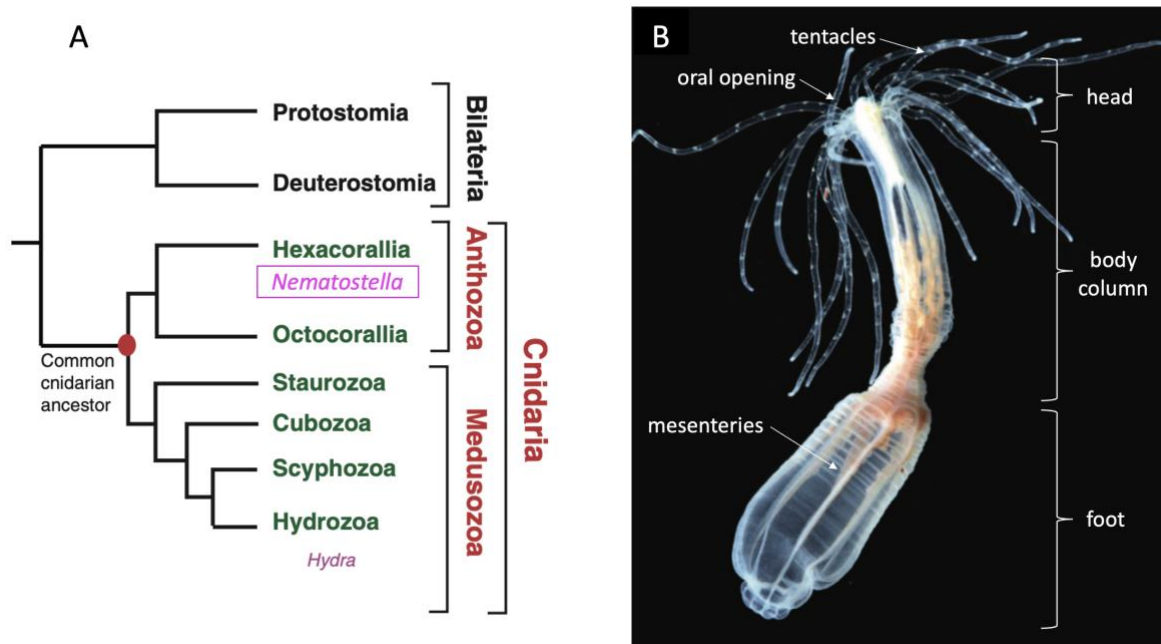 A
Protostomia
Deuterostomia
Bilateria
Hexacorallia
Nematostella
Octocorallia
Anthozoa
Common
cnidarian
ancestor
Staurozoa
Cubozoa
Scyphozoa
Hydrozoa
Hydra
Medusozoa
Cnidaria
B
tentacles
oral opening
head
body
column
mesenteries
foot